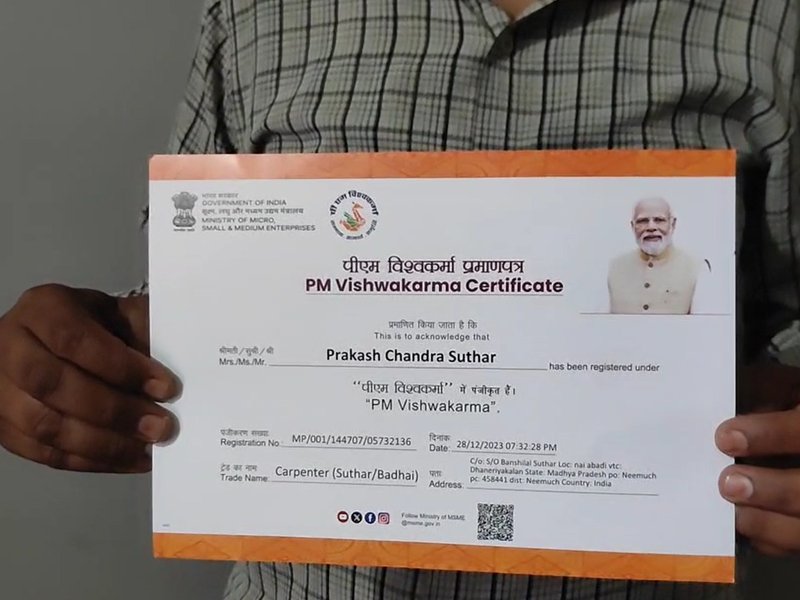 भारत सरकार
GOVERNMENT OF INDIA
सूक्ष्म, लघु और मध्यम उद्यम मंत्रालय
MINISTRY OF MICRO,
SMALL & MEDIUM ENTERPRISES
पी एम विश्वकर्मा
पीएम विश्वकर्मा प्रमाणपत्र
PM Vishwakarma Certificate
प्रमाणित किया जाता है कि
This is to acknowledge that
श्रीमती / सुश्री / श्री
Mrs./Ms./Mr. Prakash Chandra Suthar has been registered under
"पीएम विश्वकर्मा" में पंजीकृत हैं।
"PM Vishwakarma".
पंजीकरण संख्या
Registration No. MP/001/144707/05732136
दिनांक
Date: 28/12/2023 07:32:28 PM
ट्रेड का नाम
Trade Name: Carpenter (Suthar/Badhai)
पता
Address: C/o: S/O Banshilal Suthar Loc: nai abadi vtc:
Dhaneriyakalan State: Madhya Pradesh po: Neemuch
pc: 458441 dist: Neemuch Country: India
Follow Ministry of MSME
@msme.gov.in